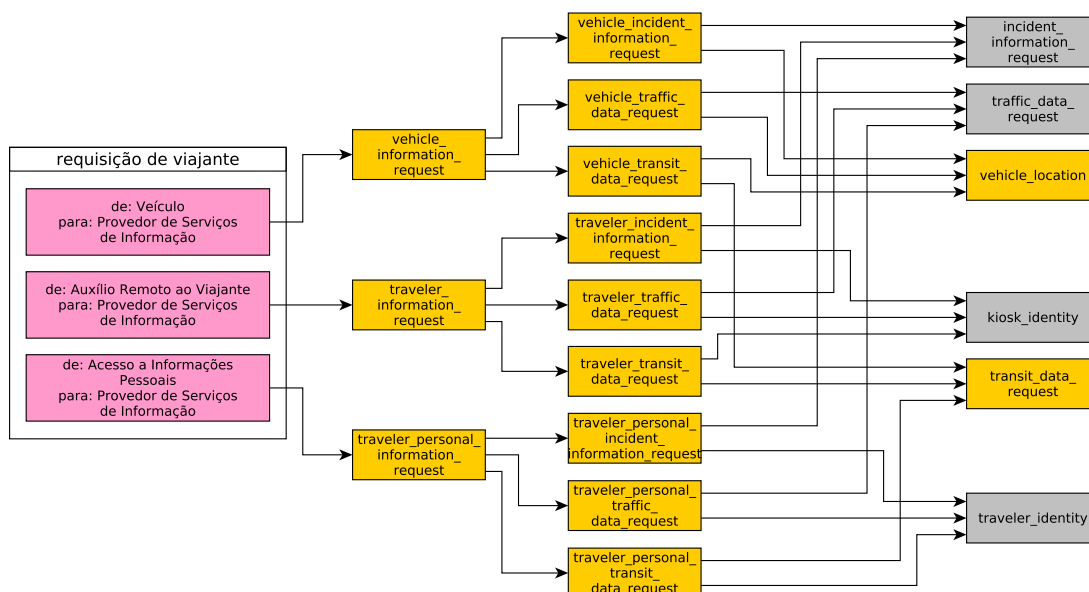 requisição de viajante
de: Veículo
para: Provedor de Serviços
de Informação
de: Auxílio Remoto ao Viajante
para: Provedor de Serviços
de Informação
de: Acesso a Informações
Pessoais
para: Provedor de Serviços
de Informação
vehicle_
information_
request
traveler_
information_
request
traveler_personal_
information_
request
vehicle_incident_
information_
request
vehicle_traffic_
data_request
vehicle_transit_
data_request
traveler_incident_
information_
request
traveler_traffic_
data_request
traveler_transit_
data_request
traveler_personal_
incident_
information_request
traveler_personal_
traffic_
data_request
traveler_personal_
transit_
data_request
incident_
information_
request
traffic_data_
request
vehicle_location
kiosk_identity
transit_data_
request
traveler_identity